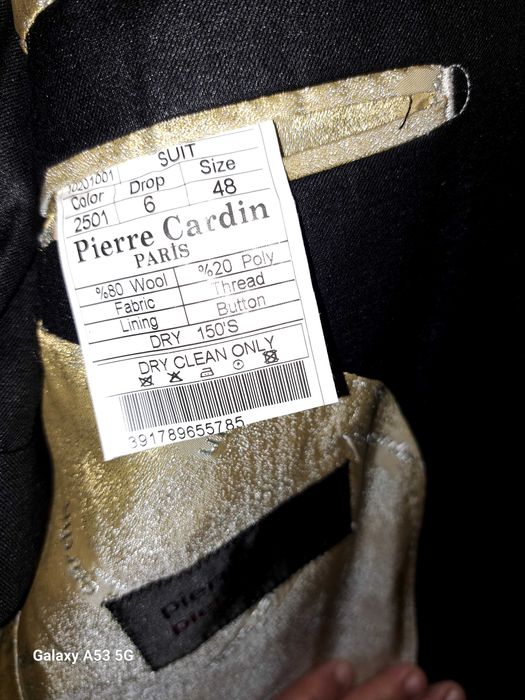 SUIT
Color Drop Size
2501 6 48
Pierre Cardin
PARİS
%80 Wool %20 Poly
Fabric Thread
Lining Button
DRY 150'S
DRY CLEAN ONLY
391789655785
Galaxy A53 5G